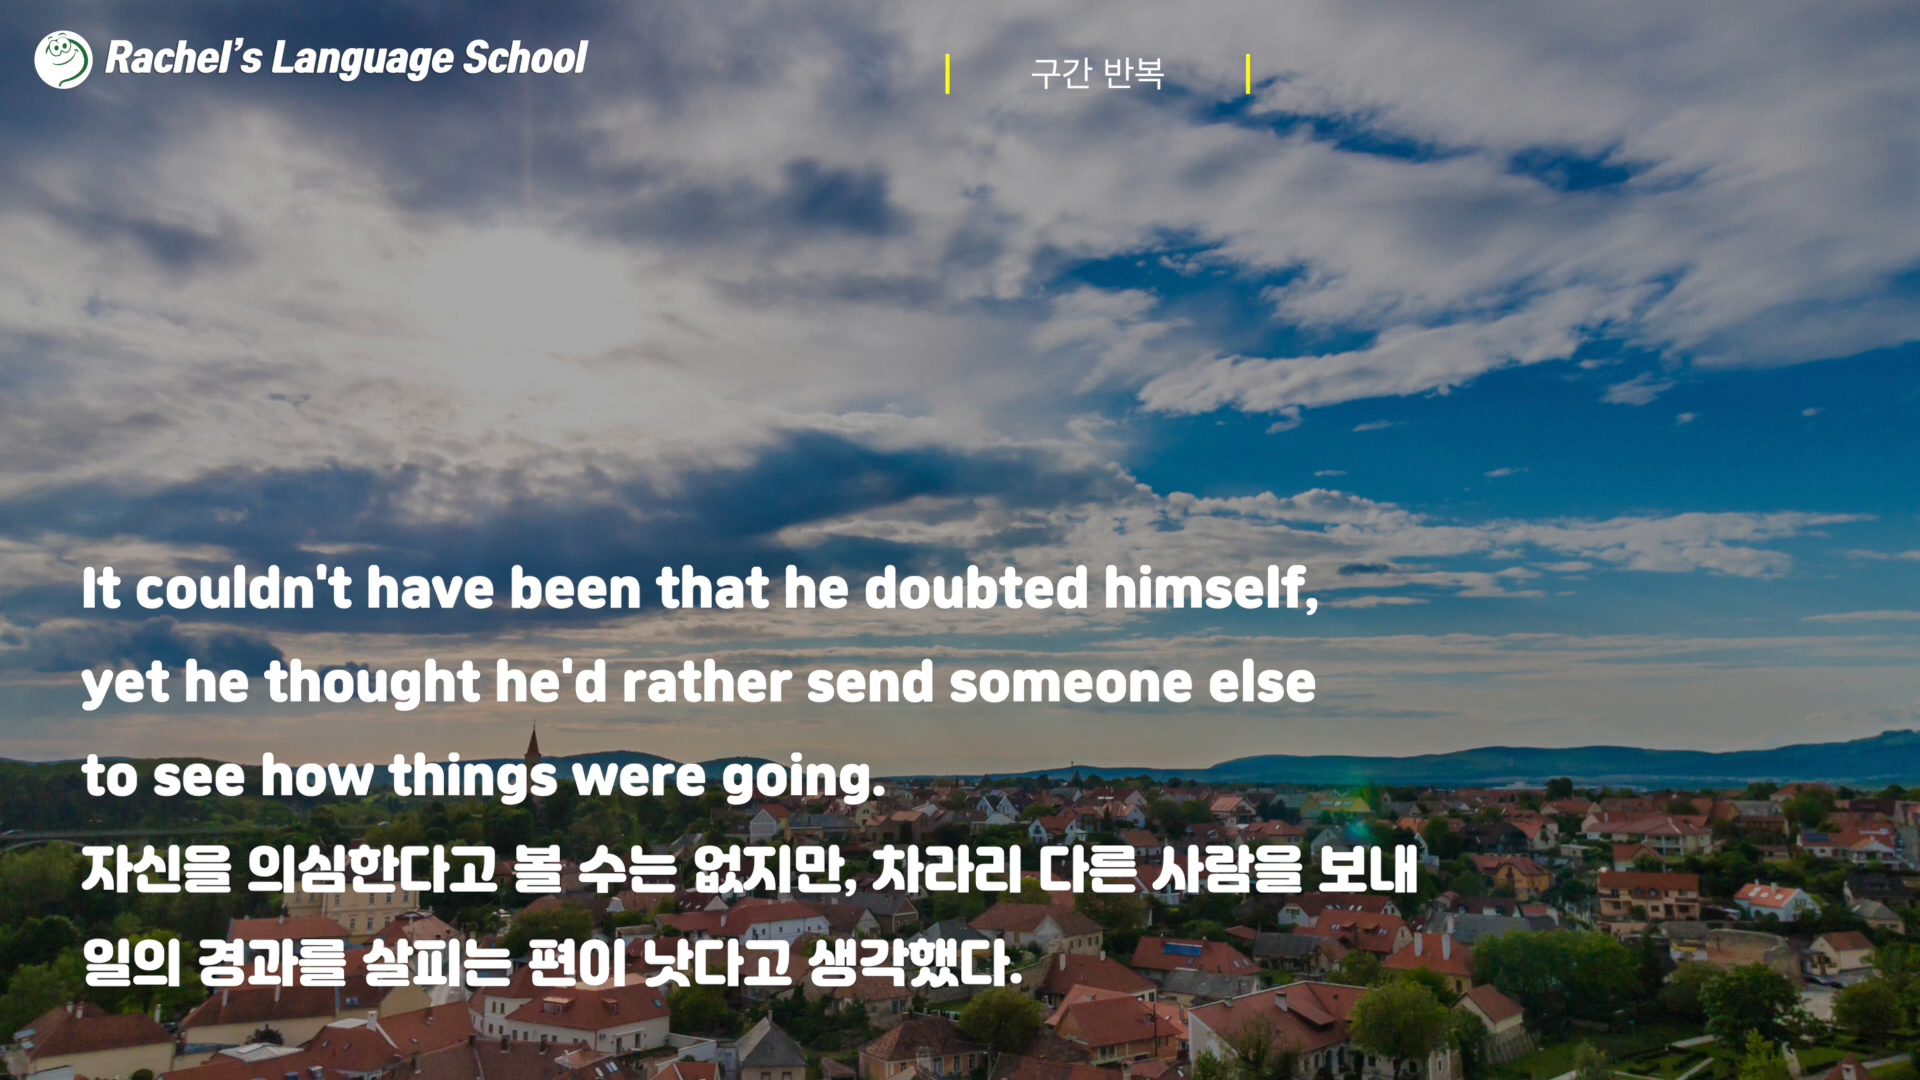 Rachel's Language School
구간 반복
It couldn't have been that he doubted himself,
yet he thought he'd rather send someone else
to see how things were going.
자신을 의심한다고 볼 수는 없지만, 차라리 다른 사람을 보내
일의 경과를 살피는 편이 낫다고 생각했다.